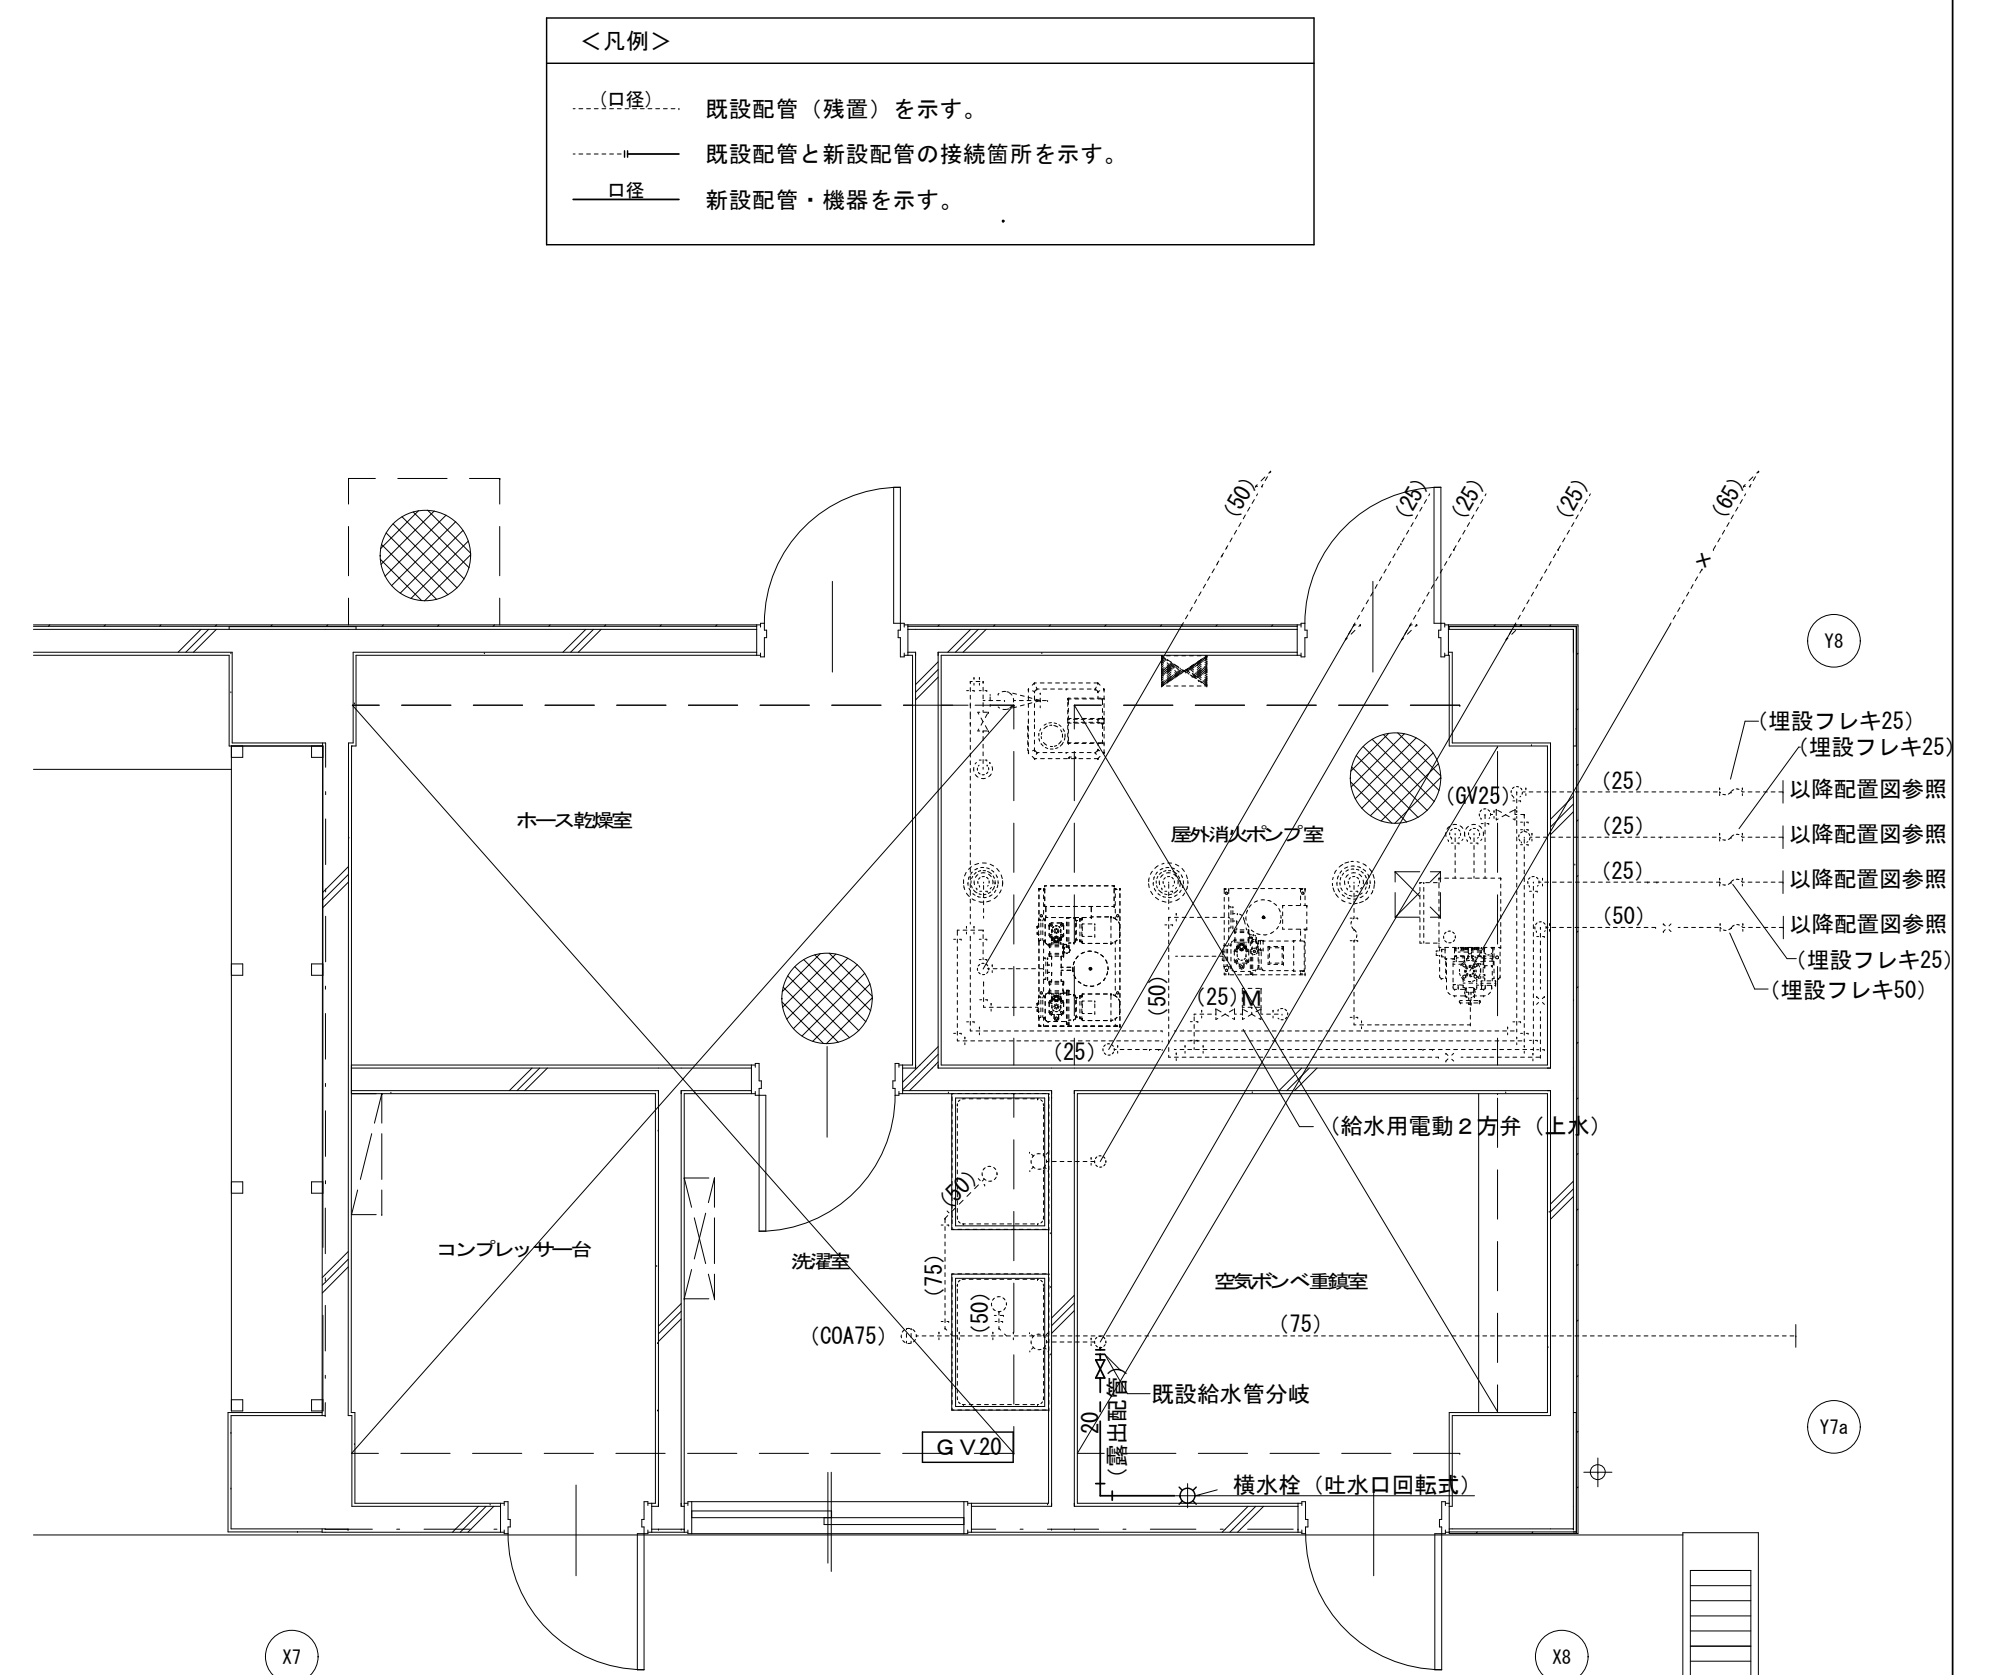 ＜凡例＞
（口径）
既設配管（残置）を示す。
既設配管と新設配管の接続箇所を示す。
口径
新設配管・機器を示す。
(50)
(25)
(25)
(25)
(65)
Y8
(埋設フレキ25)
(埋設フレキ25)
(25)
以降配置図参照
(GV25)
ホース乾燥室
屋外消火ポンプ室
(25)
以降配置図参照
(25)
以降配置図参照
(50)
以降配置図参照
(埋設フレキ25)
(埋設フレキ50)
(50)
(25)
M
(25)
(給水用電動２方弁（上水)
(50)
コンプレッサー台
洗濯室
(75)
空気ボンベ重鎮室
(50)
(COA75)
(75)
既設給水管分岐
20
(露出配管)
ＧＶ20
Y7a
横水栓（吐水口回転式）
X7
X8